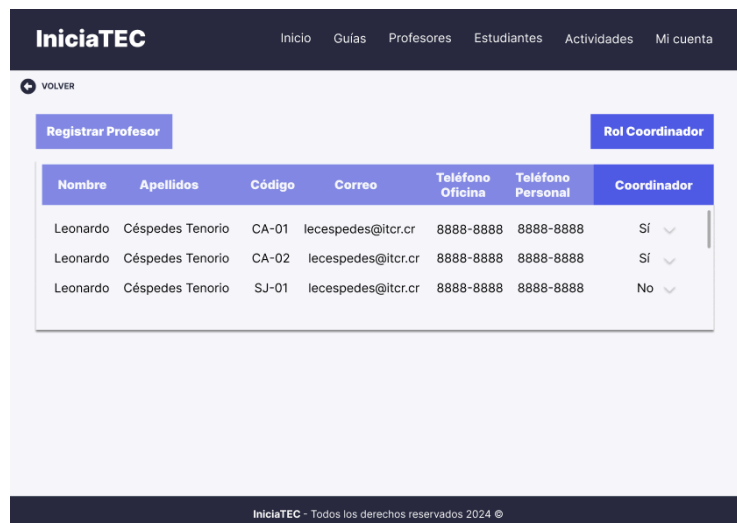 IniciaTEC Inicio Guías Profesores Estudiantes Actividades Mi cuenta
VOLVER
Registrar Profesor Rol Coordinador
Nombre Apellidos Código Correo Teléfono Oficina Teléfono Personal Coordinador
Leonardo Céspedes Tenorio CA-01 lecespedes@itcr.cr 8888-8888 8888-8888 Sí
Leonardo Céspedes Tenorio CA-02 lecespedes@itcr.cr 8888-8888 8888-8888 Sí
Leonardo Céspedes Tenorio SJ-01 lecespedes@itcr.cr 8888-8888 8888-8888 No
IniciaTEC - Todos los derechos reservados 2024 ©